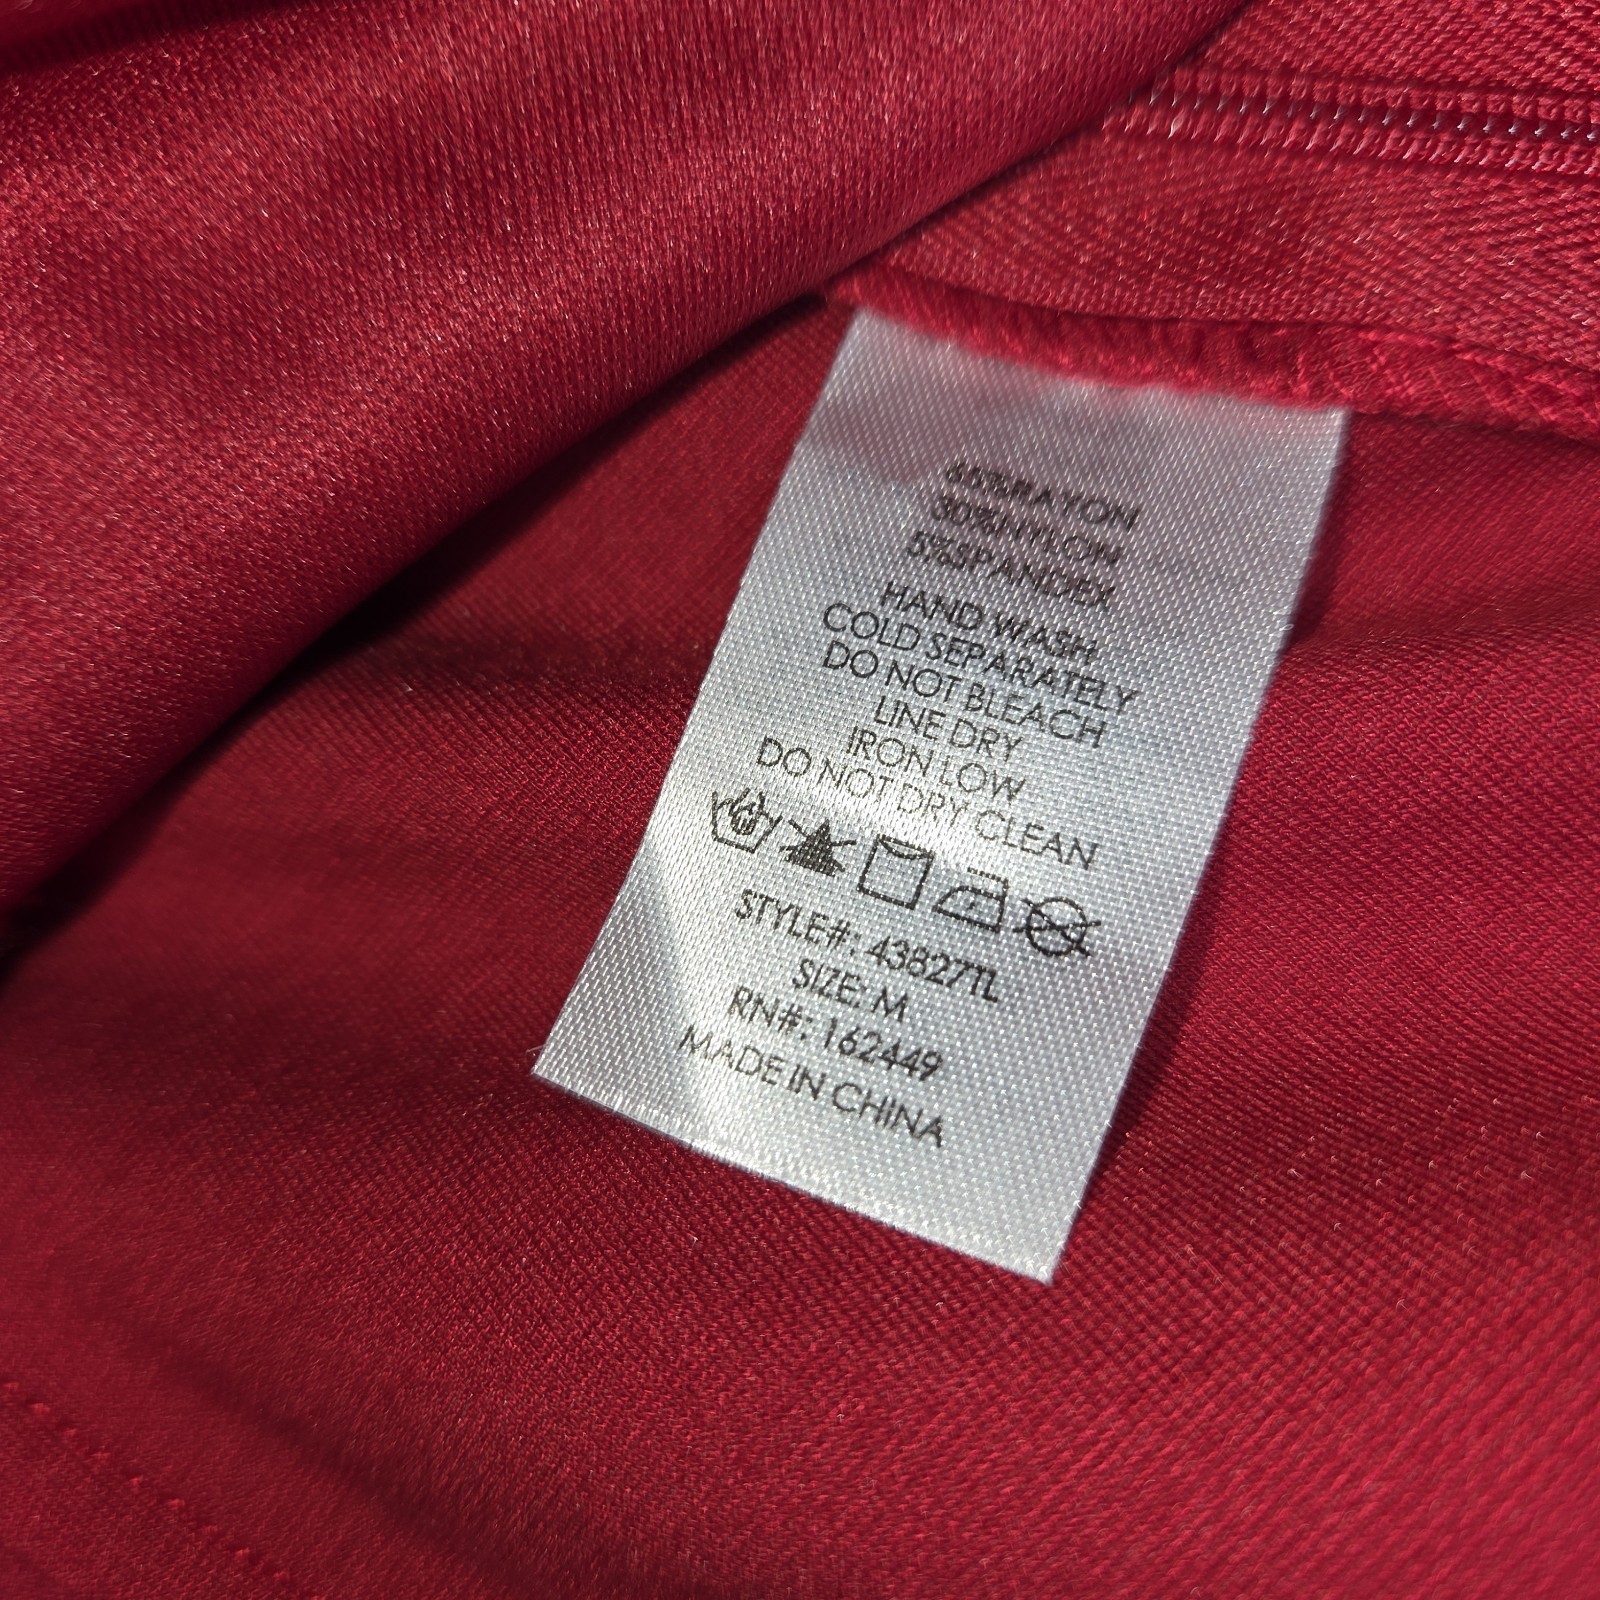 65%RAYON
30%NYLON
5%SPANDEX
HAND WASH
COLD SEPARATELY
DO NOT BLEACH
LINE DRY
IRON LOW
DO NOT DRY CLEAN
STYLE#: 43827TL
SIZE: M
RN#: 162449
MADE IN CHINA